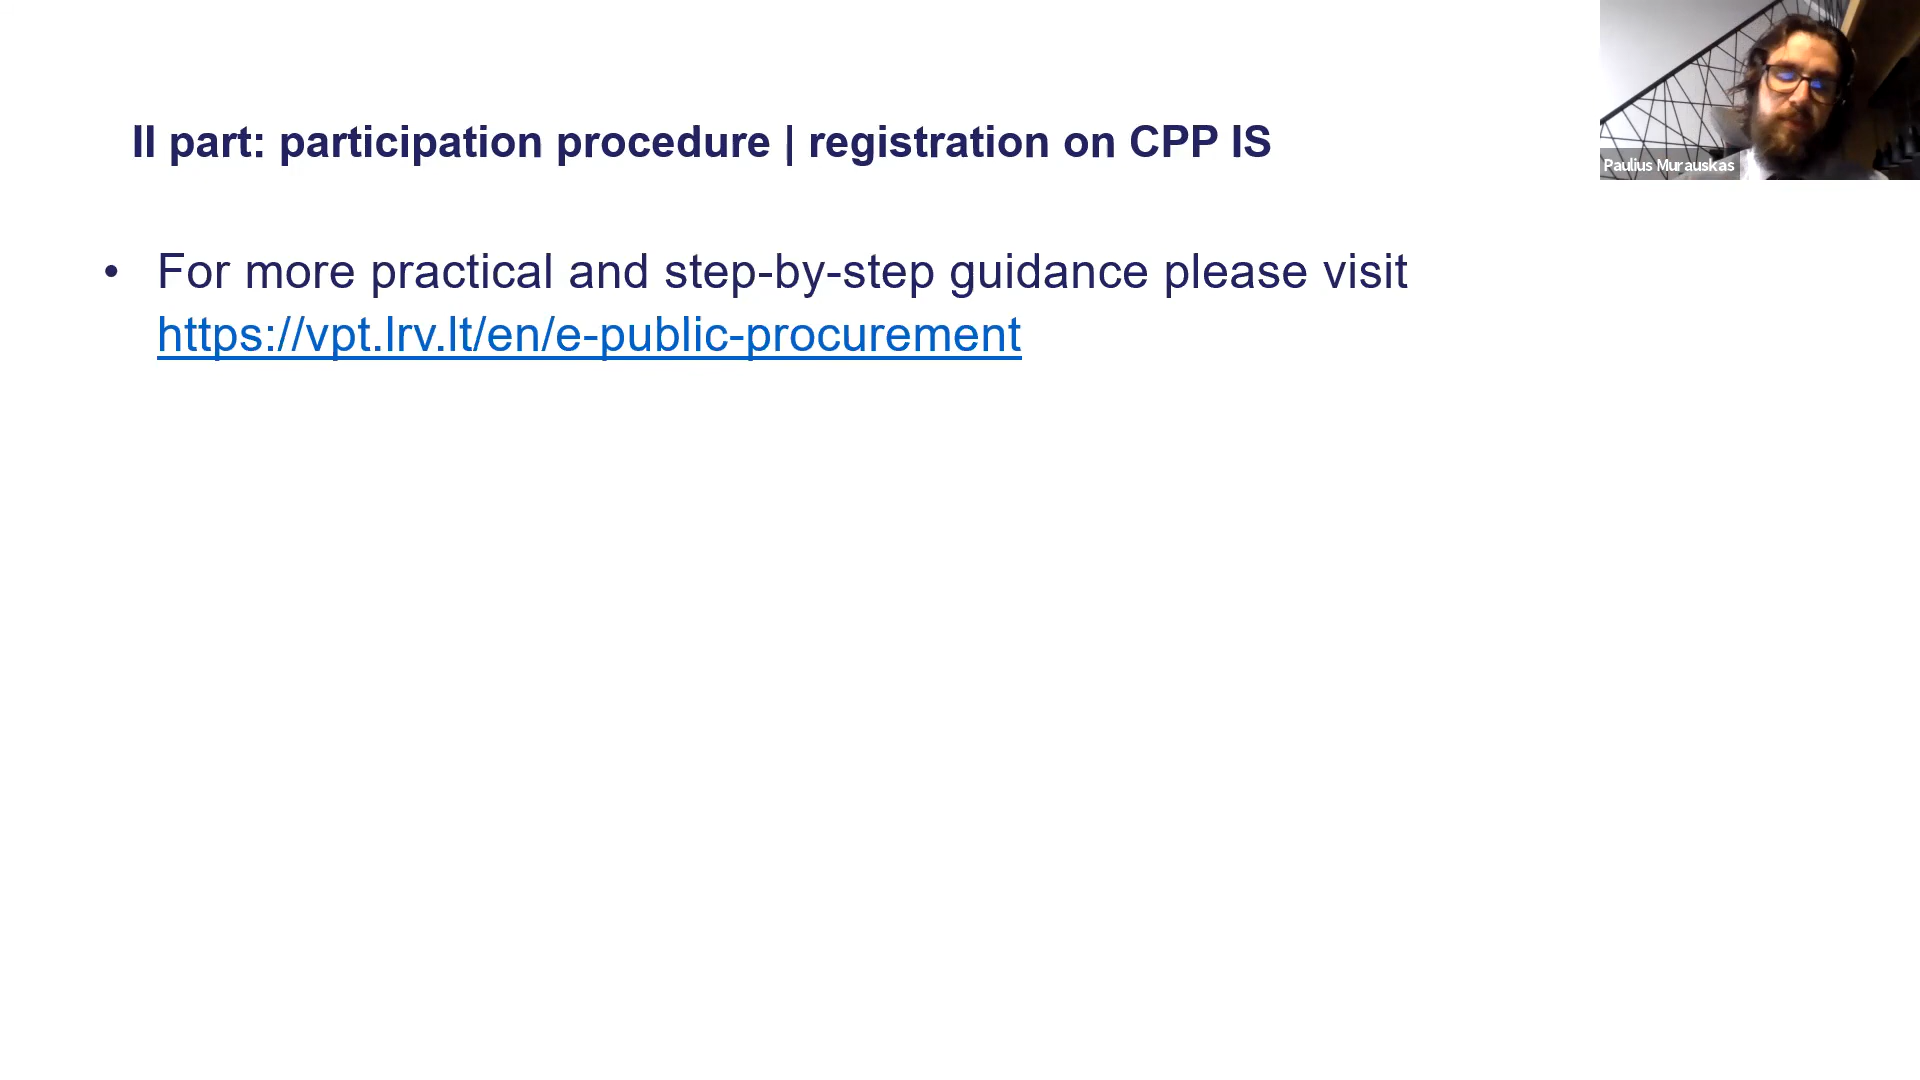 II part: participation procedure | registration on CPP IS
• For more practical and step-by-step guidance please visit
https://vpt.lrv.lt/en/e-public-procurement
Paulius Murauskas